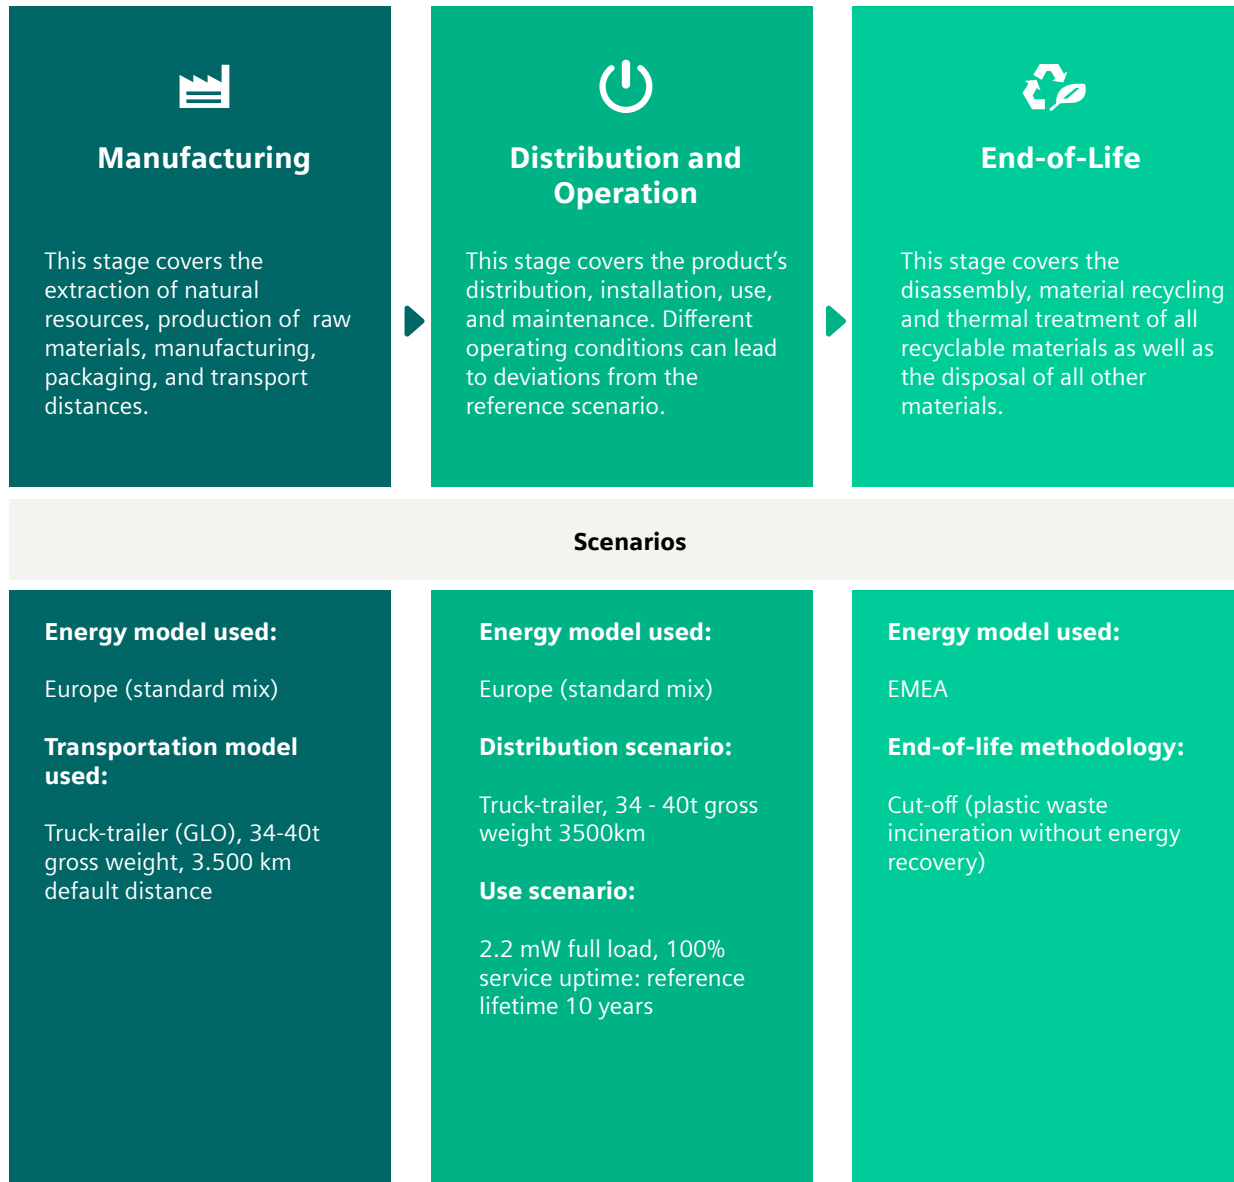 Manufacturing
This stage covers the
extraction of natural
resources, production of  raw
materials, manufacturing,
packaging, and transport
distances.
Distribution and
Operation
This stage covers the product’s
distribution, installation, use,
and maintenance. Different
operating conditions can lead
to deviations from the
reference scenario.
End-of-Life
This stage covers the
disassembly, material recycling
and thermal treatment of all
recyclable materials as well as
the disposal of all other
materials.
Scenarios
Energy model used:
Europe (standard mix)
Transportation model
used:
Truck-trailer (GLO), 34-40t
gross weight, 3.500 km
default distance
Energy model used:
Europe (standard mix)
Distribution scenario:
Truck-trailer, 34 - 40t gross
weight 3500km
Use scenario:
2.2 mW full load, 100%
service uptime: reference
lifetime 10 years
Energy model used:
EMEA
End-of-life methodology:
Cut-off (plastic waste
incineration without energy
recovery)